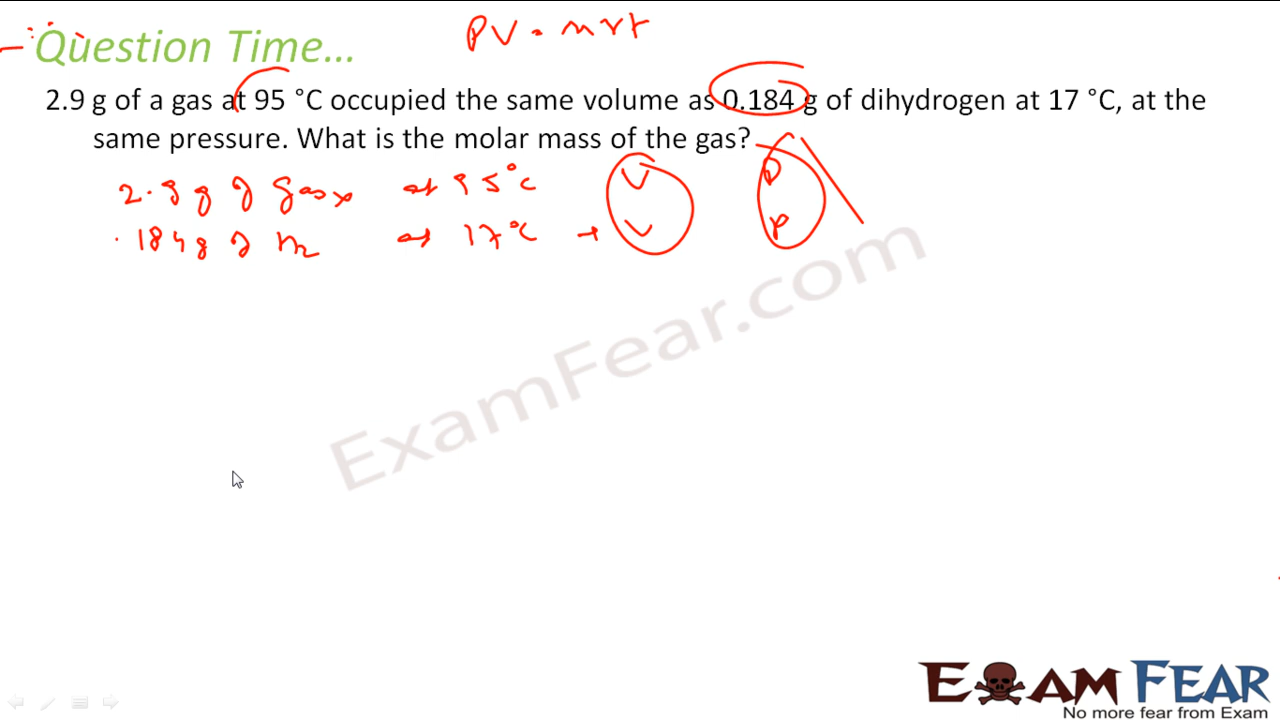 Question Time...
PV = nrt
2.9 g of a gas at 95 °C occupied the same volume as 0.184 g of dihydrogen at 17 °C, at the
same pressure. What is the molar mass of the gas?
2.9 g of gas x at 95°C V P
.184 g of H2 at 17°C → V P
ExamFear.com
EXAM FEAR
No more fear from Exam